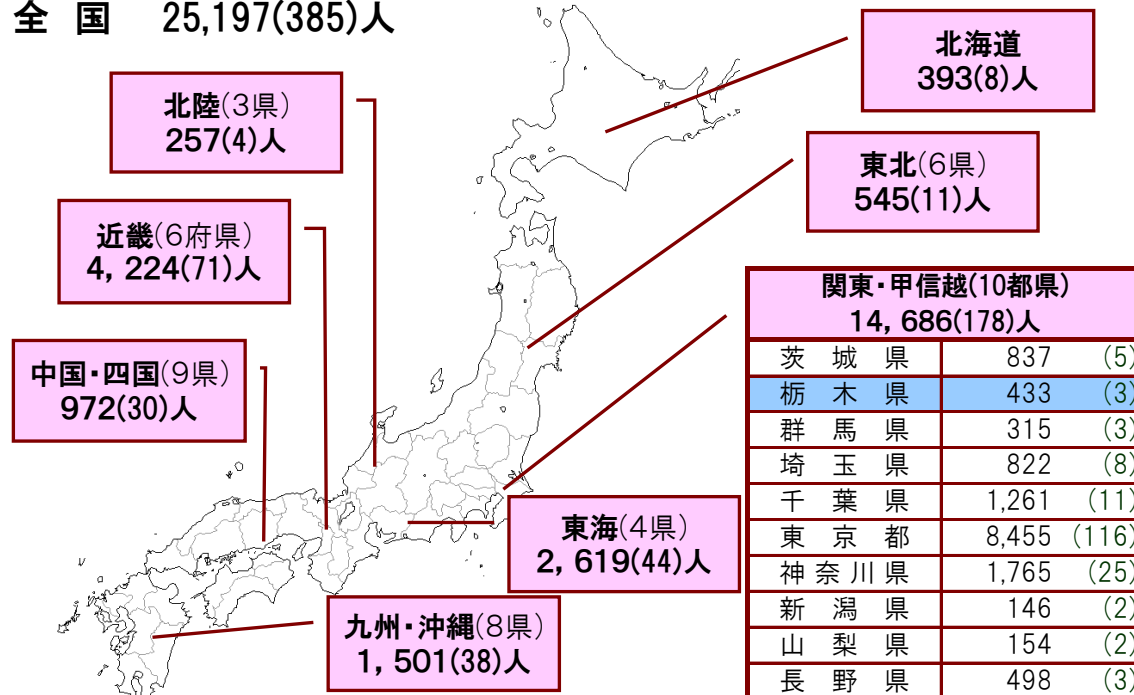 全 国 25,197(385)人
北海道
393(8)人
北陸(3県)
257(4)人
東北(6県)
545(11)人
近畿(6府県)
4, 224(71)人
関東・甲信越(10都県)
14, 686(178)人
茨 城 県 837 (5)
栃 木 県 433 (3)
群 馬 県 315 (3)
埼 玉 県 822 (8)
千 葉 県 1,261 (11)
東 京 都 8,455 (116)
神 奈 川 県 1,765 (25)
新 潟 県 146 (2)
山 梨 県 154 (2)
長 野 県 498 (3)
中国・四国(9県)
972(30)人
東海(4県)
2, 619(44)人
九州・沖縄(8県)
1, 501(38)人